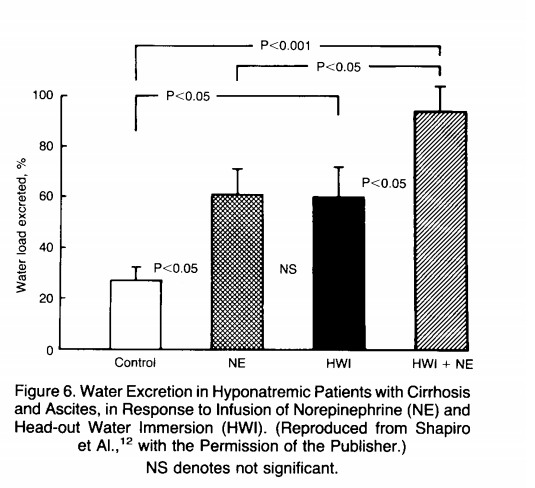 P<0.001
P<0.05
P<0.05
100
80
60
40
20
0
Water load excreted, %
P<0.05
P<0.05
NS
Control NE HWI HWI + NE
Figure 6. Water Excretion in Hyponatremic Patients with Cirrhosis
and Ascites, in Response to Infusion of Norepinephrine (NE) and
Head-out Water Immersion (HWI). (Reproduced from Shapiro
et Al.,¹² with the Permission of the Publisher.)
NS denotes not significant.